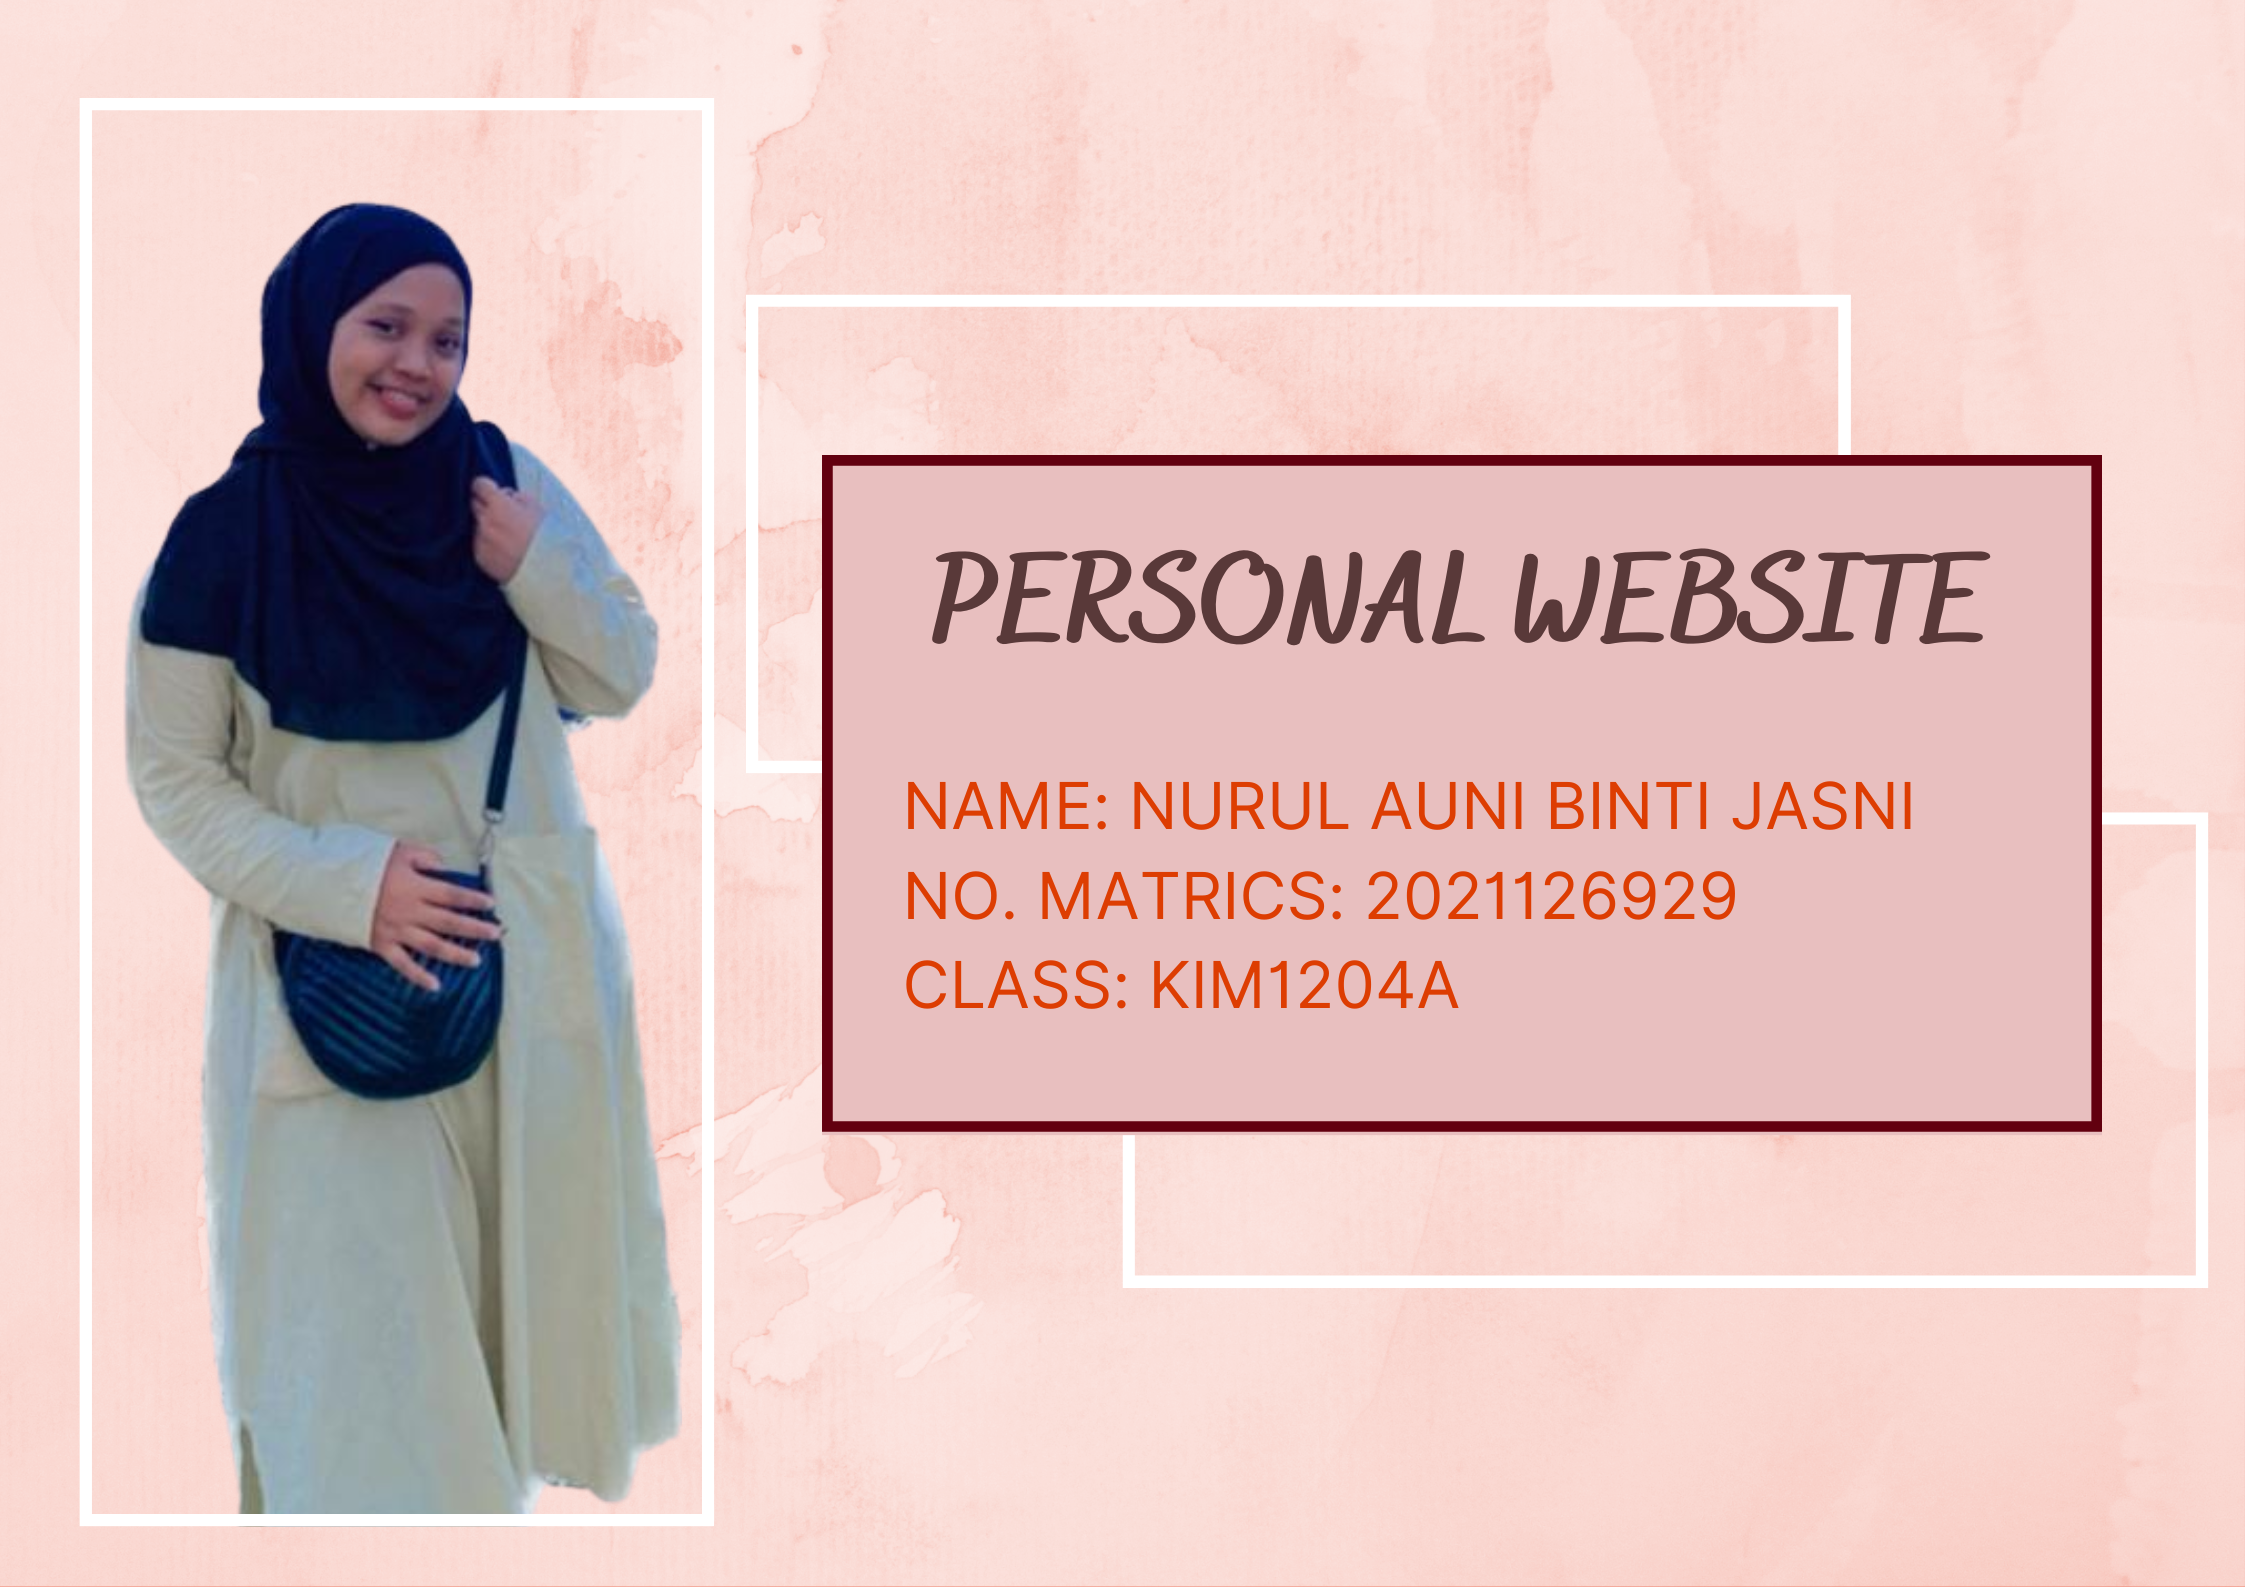 PERSONAL WEBSITE
NAME: NURUL AUNI BINTI JASNI
NO. MATRICS: 2021126929
CLASS: KIM1204A